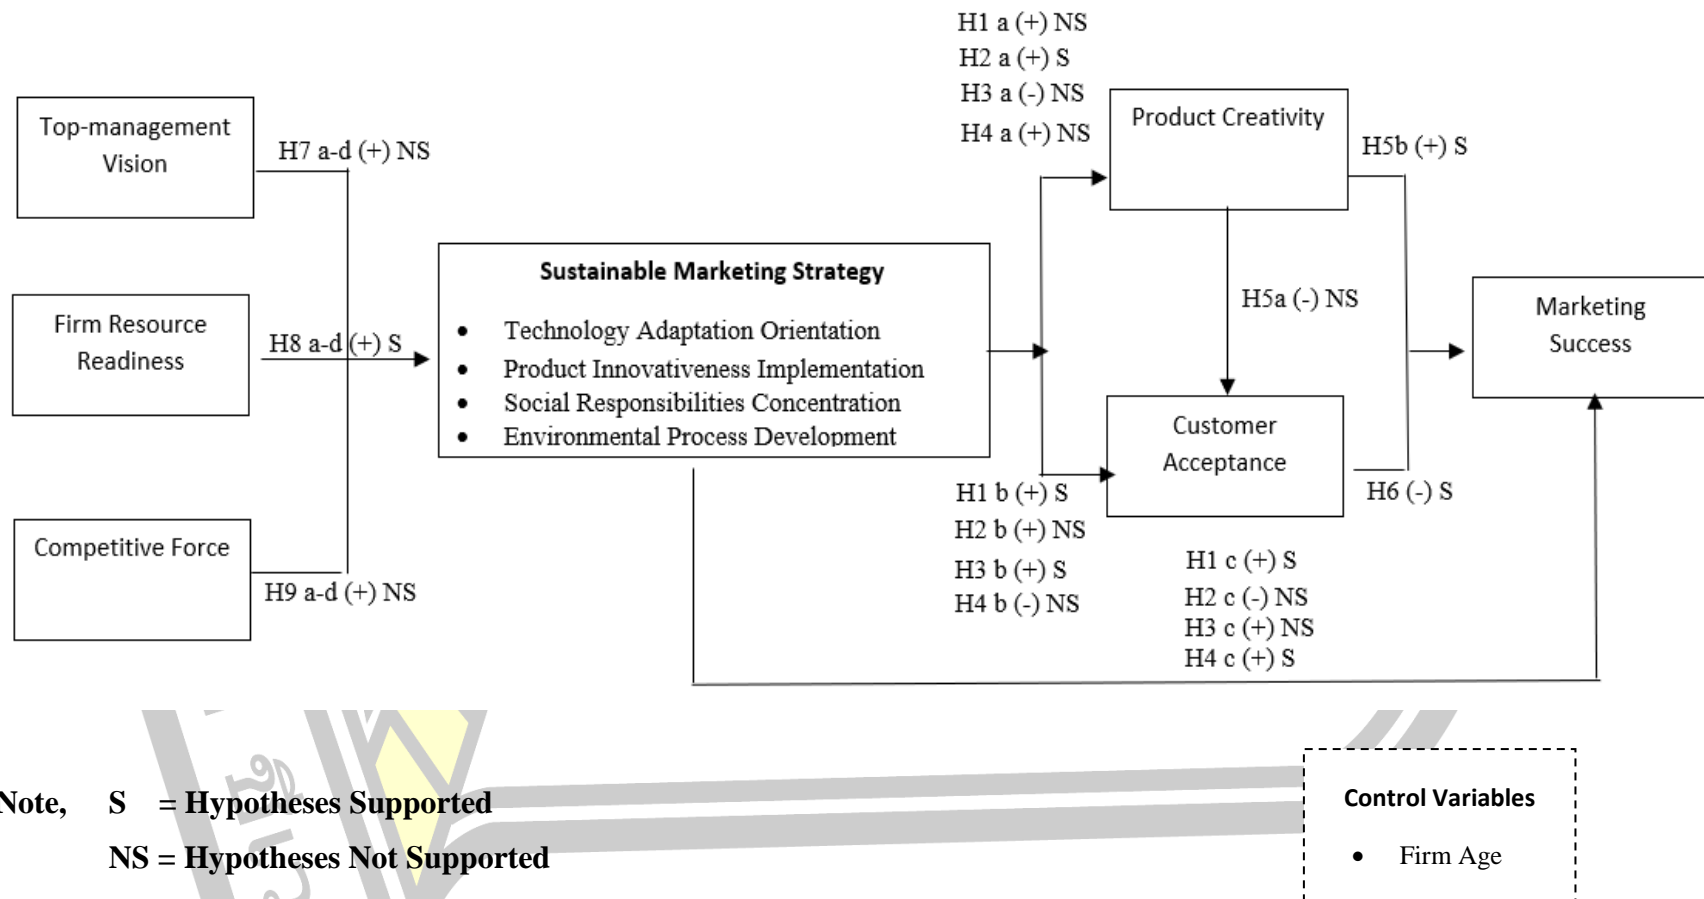 H1 a (+) NS
H2 a (+) S
H3 a (-) NS
H4 a (+) NS
Top-management
Vision
H7 a-d (+) NS
Product Creativity
H5b (+) S
Sustainable Marketing Strategy
• Technology Adaptation Orientation
• Product Innovativeness Implementation
• Social Responsibilities Concentration
• Environmental Process Development
Firm Resource
Readiness
H8 a-d (+) S
H5a (-) NS
Marketing
Success
Customer
Acceptance
H6 (-) S
H1 b (+) S
H2 b (+) NS
H3 b (+) S
H4 b (-) NS
H1 c (+) S
H2 c (-) NS
H3 c (+) NS
H4 c (+) S
Competitive Force
H9 a-d (+) NS
Note, S = Hypotheses Supported
NS = Hypotheses Not Supported
Control Variables
• Firm Age